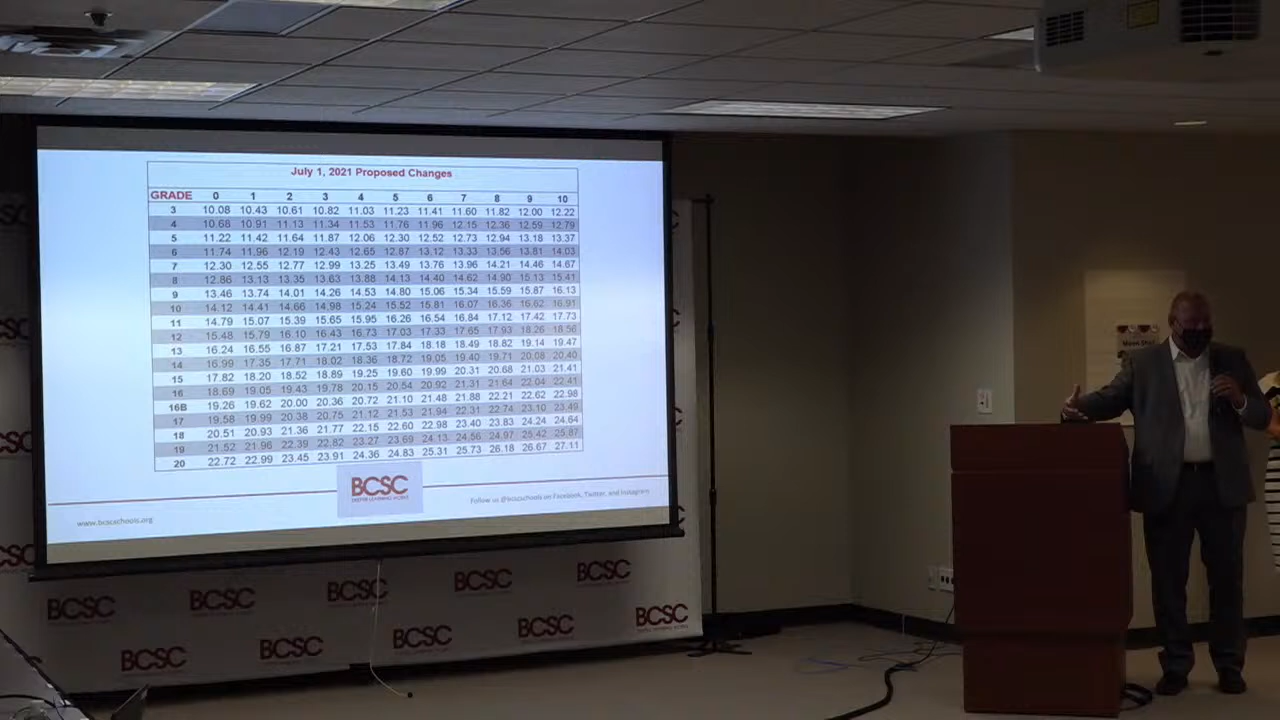 July 1, 2021 Proposed Changes
GRADE 0 1 2 3 4 5 6 7 8 9 10
3 10.08 10.43 10.61 10.82 11.03 11.23 11.41 11.60 11.82 12.00 12.22
4 10.68 10.91 11.13 11.34 11.53 11.76 11.96 12.15 12.36 12.59 12.79
5 11.22 11.42 11.64 11.87 12.06 12.30 12.52 12.73 12.94 13.18 13.37
6 11.74 11.96 12.19 12.43 12.65 12.87 13.12 13.33 13.56 13.81 14.03
7 12.30 12.55 12.77 12.99 13.25 13.49 13.76 13.96 14.21 14.46 14.67
8 12.86 13.13 13.35 13.63 13.88 14.13 14.40 14.62 14.90 15.13 15.41
9 13.46 13.74 14.01 14.26 14.53 14.80 15.06 15.34 15.59 15.87 16.13
10 14.12 14.41 14.66 14.98 15.24 15.52 15.81 16.07 16.36 16.62 16.91
11 14.79 15.07 15.39 15.65 15.95 16.26 16.54 16.84 17.12 17.42 17.73
12 15.48 15.79 16.10 16.43 16.73 17.03 17.33 17.65 17.93 18.26 18.56
13 16.24 16.55 16.87 17.21 17.53 17.84 18.18 18.49 18.82 19.14 19.47
14 16.99 17.35 17.71 18.02 18.36 18.72 19.05 19.40 19.71 20.08 20.40
15 17.82 18.20 18.52 18.89 19.25 19.60 19.99 20.31 20.68 21.03 21.41
16 18.69 19.05 19.43 19.78 20.15 20.54 20.92 21.31 21.64 22.04 22.41
16B 19.26 19.62 20.00 20.36 20.72 21.10 21.48 21.88 22.21 22.62 22.98
17 19.58 19.99 20.38 20.75 21.12 21.53 21.94 22.31 22.74 23.10 23.49
18 20.51 20.93 21.36 21.77 22.15 22.60 22.98 23.40 23.83 24.24 24.64
19 21.52 21.96 22.39 22.82 23.27 23.69 24.13 24.56 24.97 25.42 25.87
20 22.72 22.99 23.45 23.91 24.36 24.83 25.31 25.73 26.18 26.67 27.11
BCSC
DEEPER LEARNING WORKS
www.bcscschools.org
Follow us @bcscschools on Facebook, Twitter, and Instagram
BCSC BCSC BCSC BCSC BCSC
BCSC BCSC BCSC BCSC BCSC